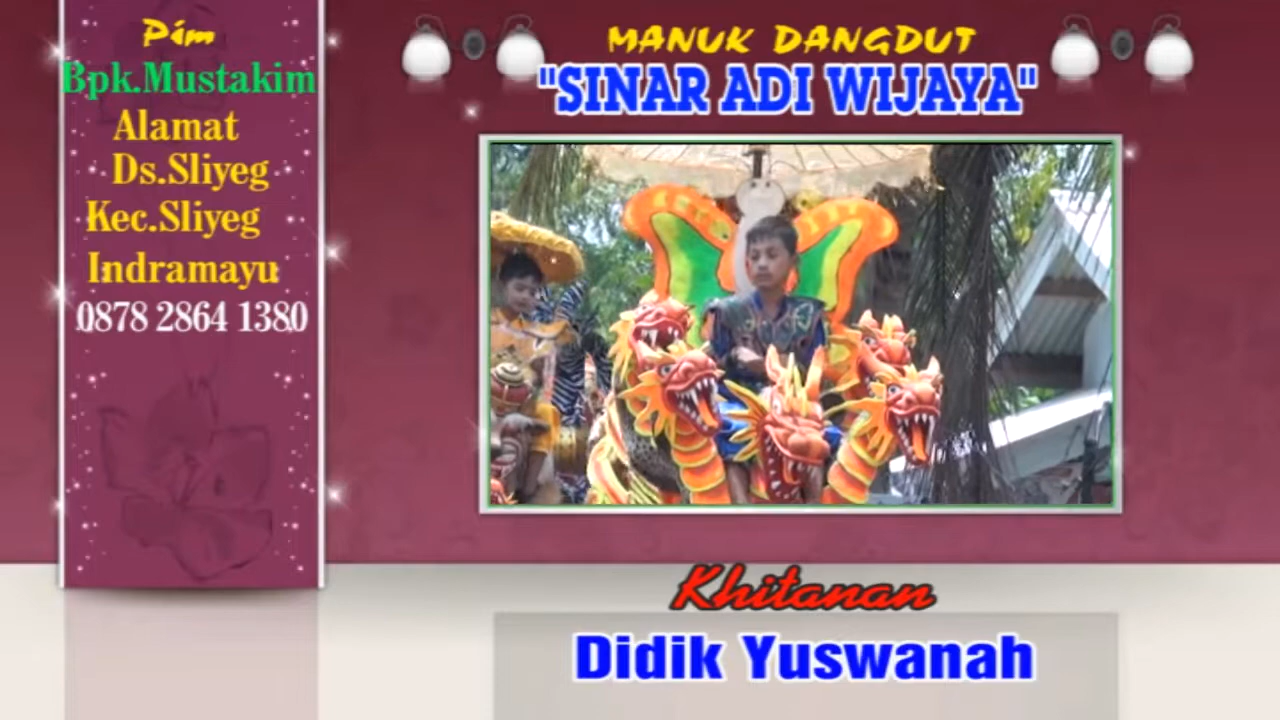 Pim
Bpk.Mustakim
Alamat
Ds.Sliyeg
Kec.Sliyeg
Indramayu
0878 2864 1380
MANUK DANGDUT
"SINAR ADI WIJAYA"
Khitanan
Didik Yuswanah